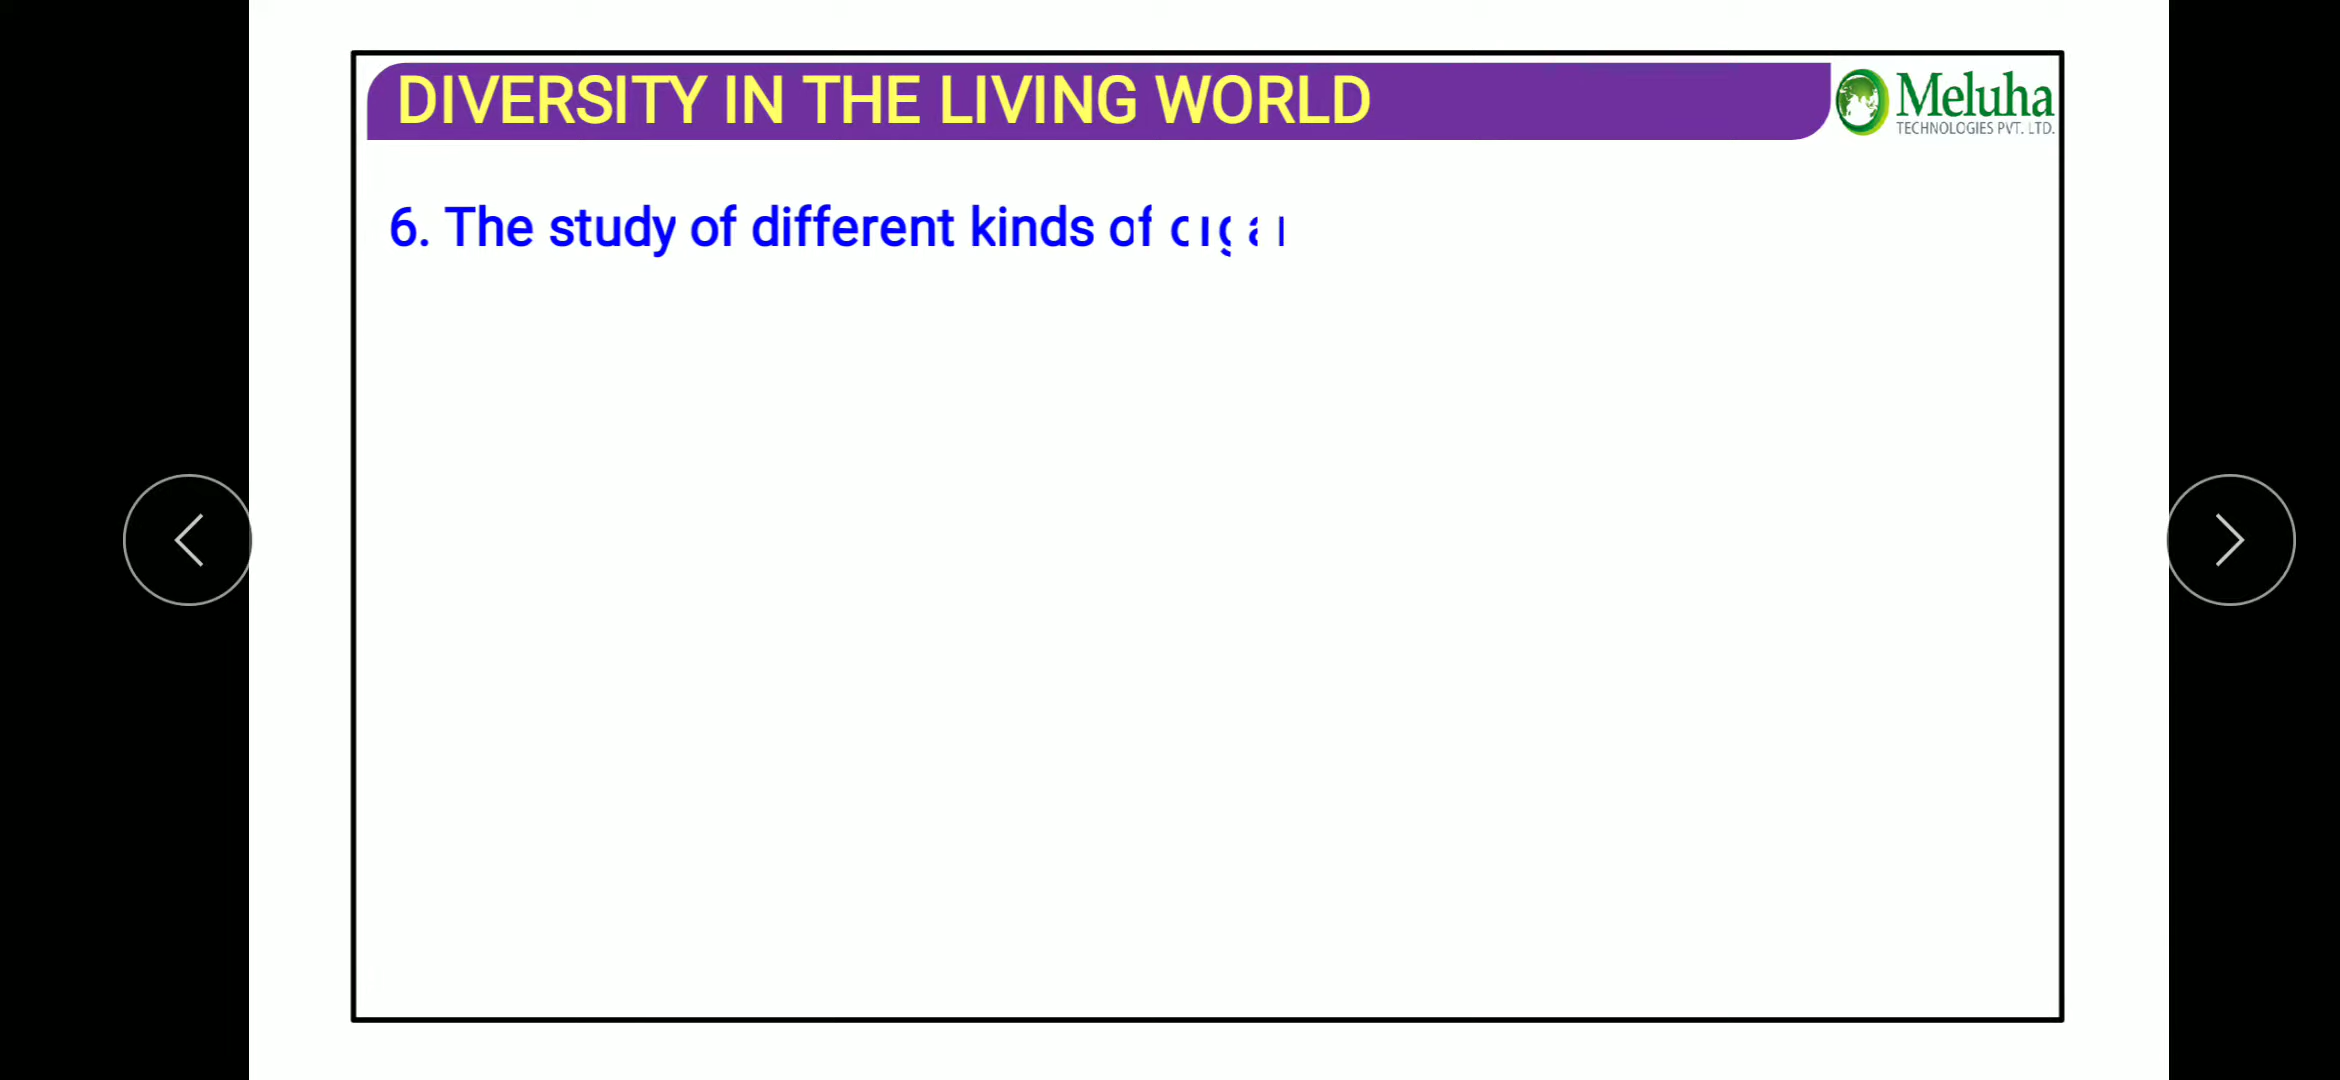 DIVERSITY IN THE LIVING WORLD
Meluha
TECHNOLOGIES PVT. LTD.
6. The study of different kinds of